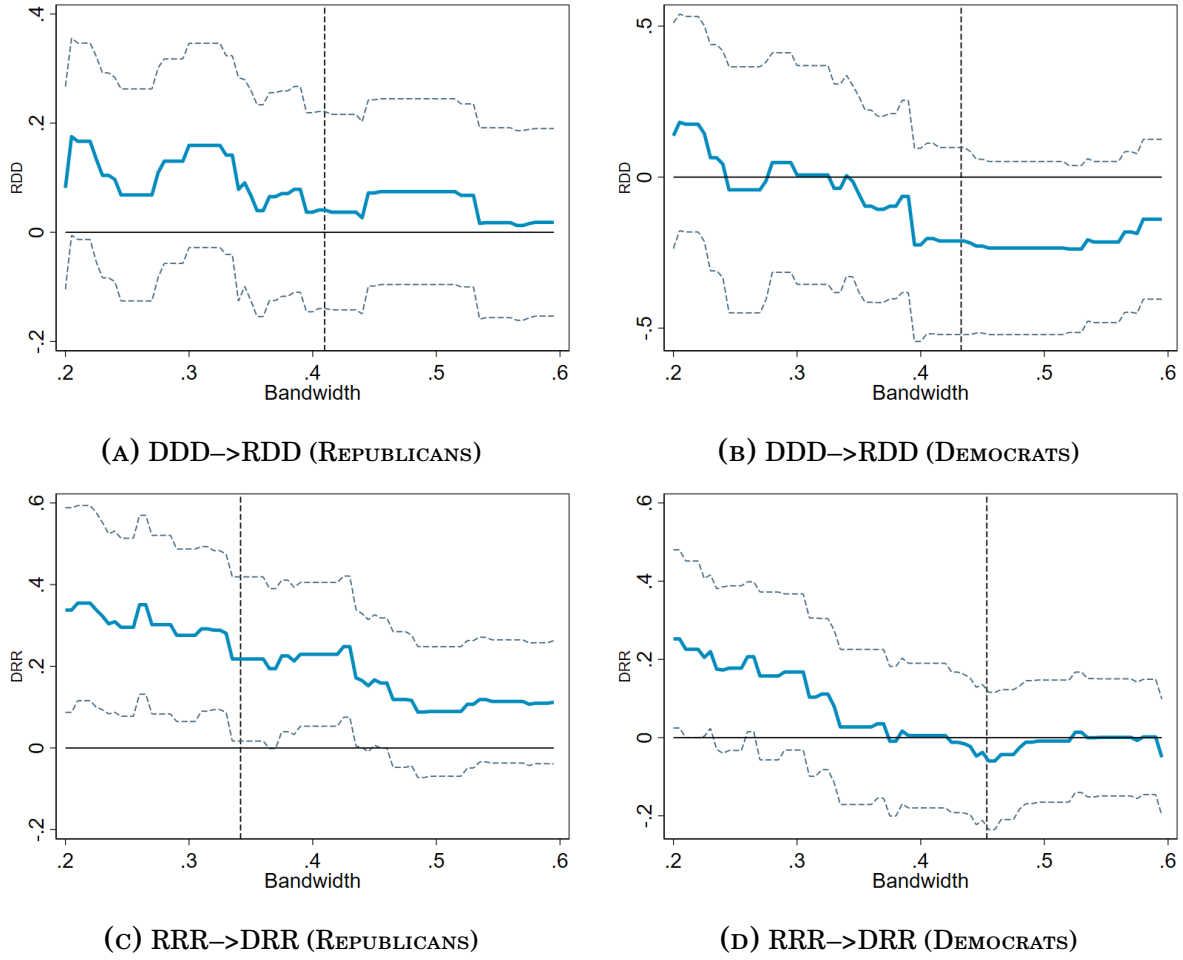 .4
.2
0
-.2
RDD
.2 .3 .4 .5 .6
Bandwidth
(A) DDD–>RDD (REPUBLICANS)
.5
0
-.5
RDD
.2 .3 .4 .5 .6
Bandwidth
(B) DDD–>RDD (DEMOCRATS)
.6
.4
.2
0
-.2
DRR
.2 .3 .4 .5 .6
Bandwidth
(C) RRR–>DRR (REPUBLICANS)
.6
.4
.2
0
-.2
DRR
.2 .3 .4 .5 .6
Bandwidth
(D) RRR–>DRR (DEMOCRATS)